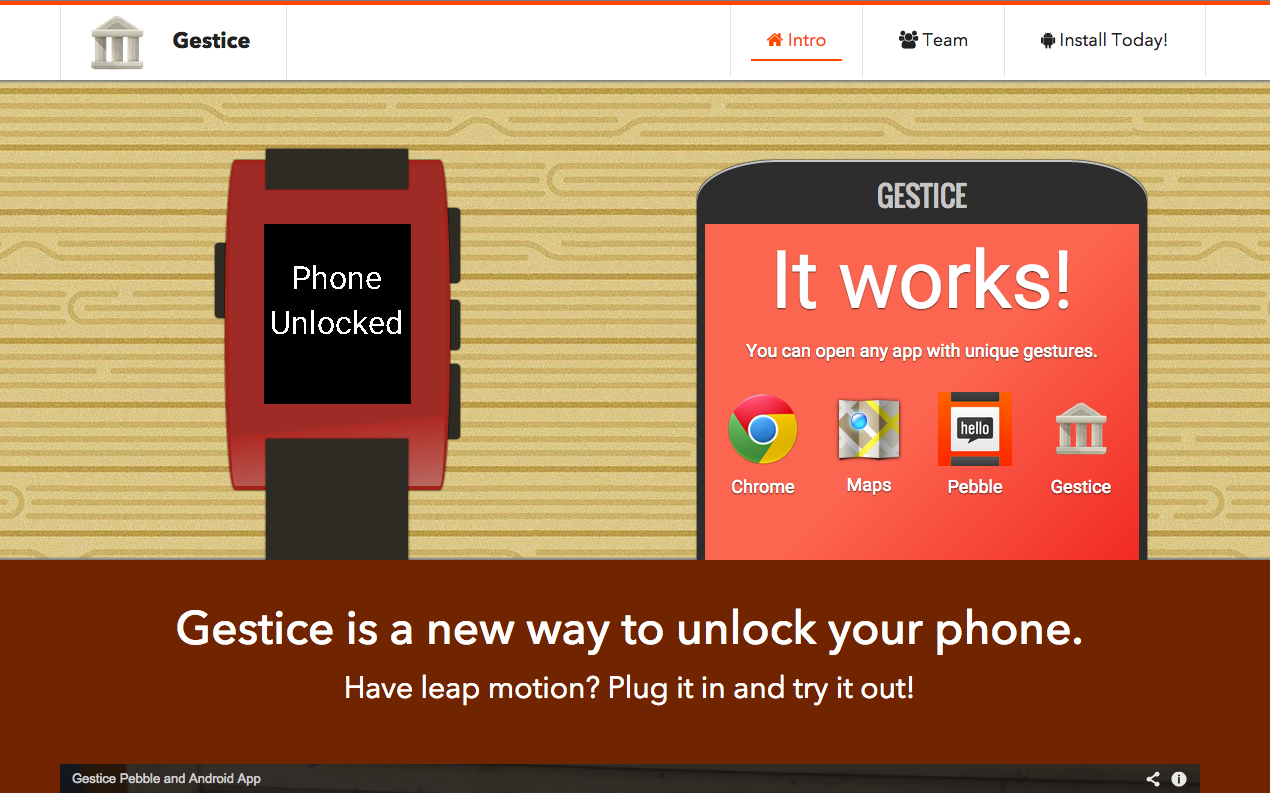 Gestice
Intro
Team
Install Today!
Phone
Unlocked
GESTICE
It works!
You can open any app with unique gestures.
hello
Chrome
Maps
Pebble
Gestice
Gestice is a new way to unlock your phone.
Have leap motion? Plug it in and try it out!
Gestice Pebble and Android App